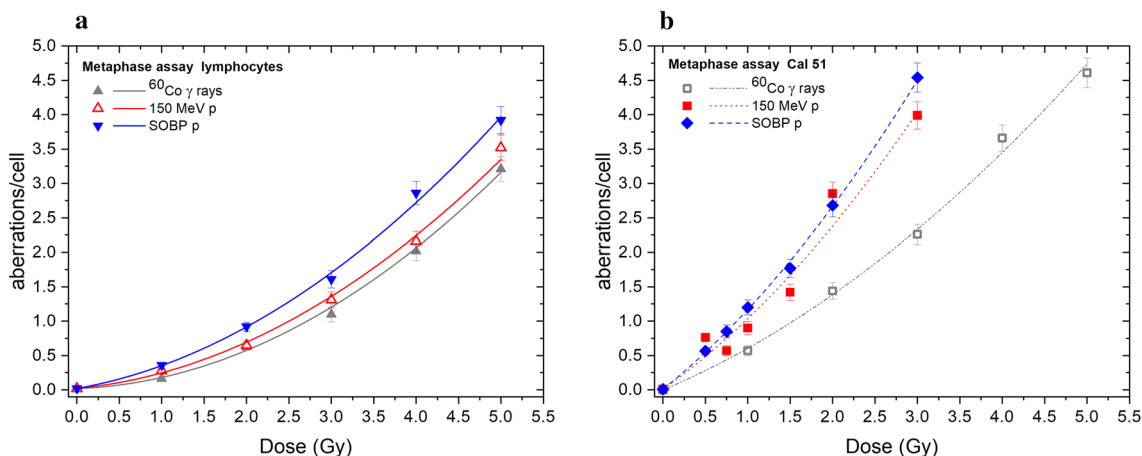 a
Metaphase assay lymphocytes
⁶⁰Co γ rays
150 MeV p
SOBP p
aberrations/cell
5.0
4.5
4.0
3.5
3.0
2.5
2.0
1.5
1.0
0.5
0.0
0.0 0.5 1.0 1.5 2.0 2.5 3.0 3.5 4.0 4.5 5.0 5.5
Dose (Gy)
b
Metaphase assay Cal 51
⁶⁰Co γ rays
150 MeV p
SOBP p
aberrations/cell
5.0
4.5
4.0
3.5
3.0
2.5
2.0
1.5
1.0
0.5
0.0
0.0 0.5 1.0 1.5 2.0 2.5 3.0 3.5 4.0 4.5 5.0 5.5
Dose (Gy)